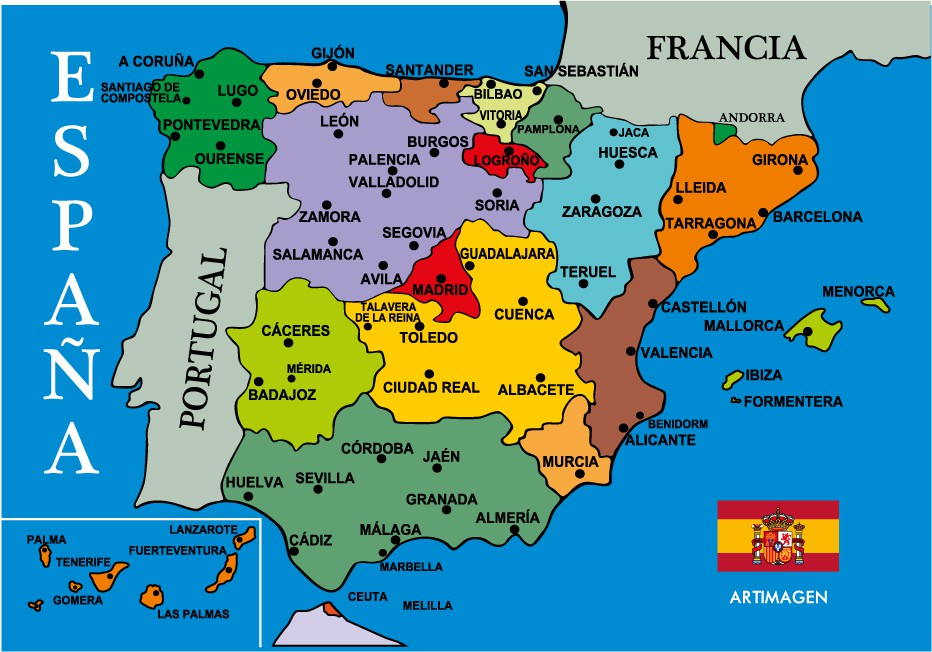 ESPAÑA
FRANCIA
PORTUGAL
ANDORRA
A CORUÑA
SANTIAGO DE
COMPOSTELA
LUGO
PONTEVEDRA
OURENSE
GIJÓN
OVIEDO
SANTANDER
SAN SEBASTIÁN
BILBAO
VITORIA
PAMPLONA
LOGROÑO
LEÓN
BURGOS
PALENCIA
VALLADOLID
ZAMORA
SORIA
SALAMANCA
SEGOVIA
AVILA
JACA
HUESCA
ZARAGOZA
TERUEL
GIRONA
LLEIDA
TARRAGONA
BARCELONA
MADRID
GUADALAJARA
TALAVERA
DE LA REINA
TOLEDO
CUENCA
CIUDAD REAL
ALBACETE
CÁCERES
MÉRIDA
BADAJOZ
CASTELLÓN
VALENCIA
BENIDORM
ALICANTE
MENORCA
MALLORCA
IBIZA
FORMENTERA
MURCIA
CÓRDOBA
JAÉN
HUELVA
SEVILLA
GRANADA
ALMERÍA
MÁLAGA
CÁDIZ
MARBELLA
CEUTA
MELILLA
LANZAROTE
PALMA
FUERTEVENTURA
TENERIFE
GOMERA
LAS PALMAS
ARTIMAGEN